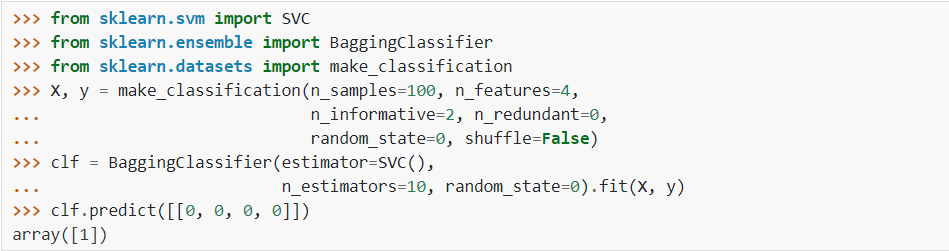 >>> from sklearn.svm import SVC
>>> from sklearn.ensemble import BaggingClassifier
>>> from sklearn.datasets import make_classification
>>> X, y = make_classification(n_samples=100, n_features=4,
...                            n_informative=2, n_redundant=0,
...                            random_state=0, shuffle=False)
>>> clf = BaggingClassifier(estimator=SVC(),
...                         n_estimators=10, random_state=0).fit(X, y)
>>> clf.predict([[0, 0, 0, 0]])
array([1])